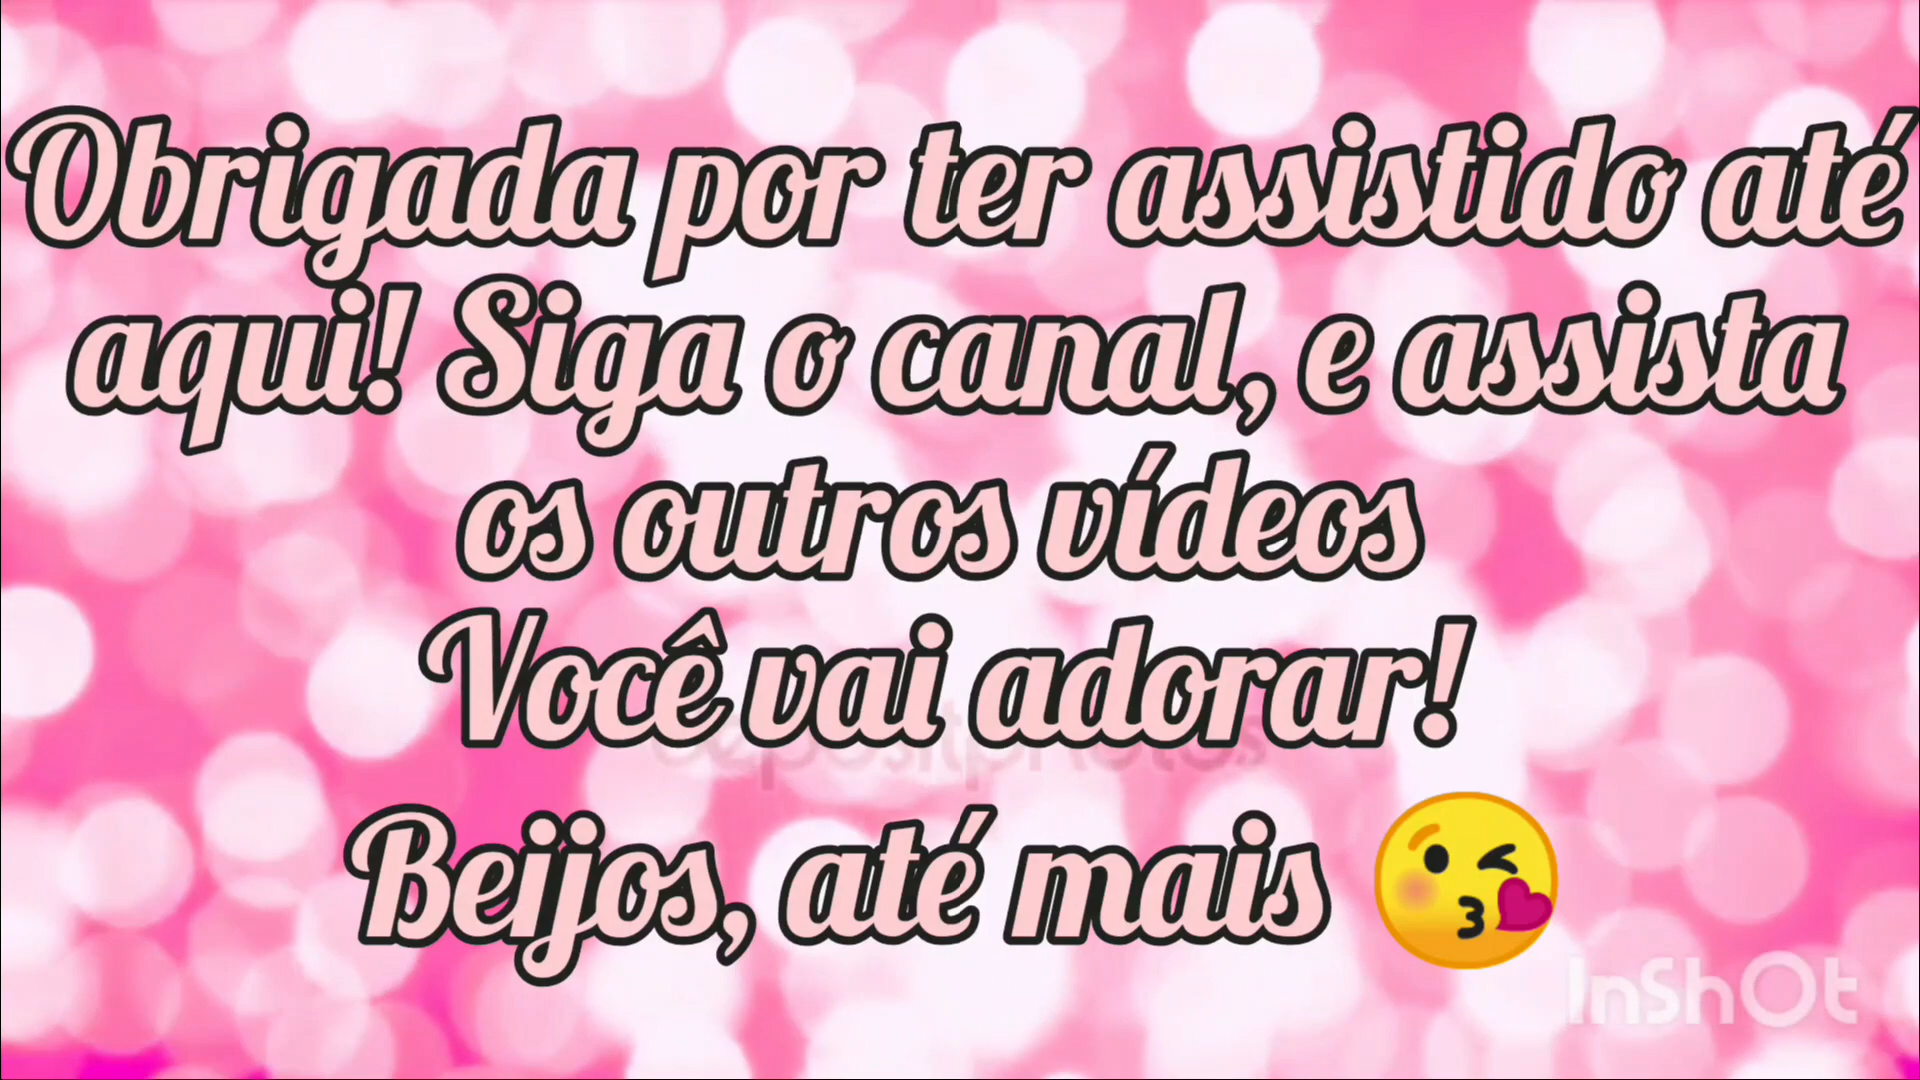 Obrigada por ter assistido até
aqui! Siga o canal, e assista
os outros vídeos
Você vai adorar!
depositphotos
Beijos, até mais 😘
InShOt